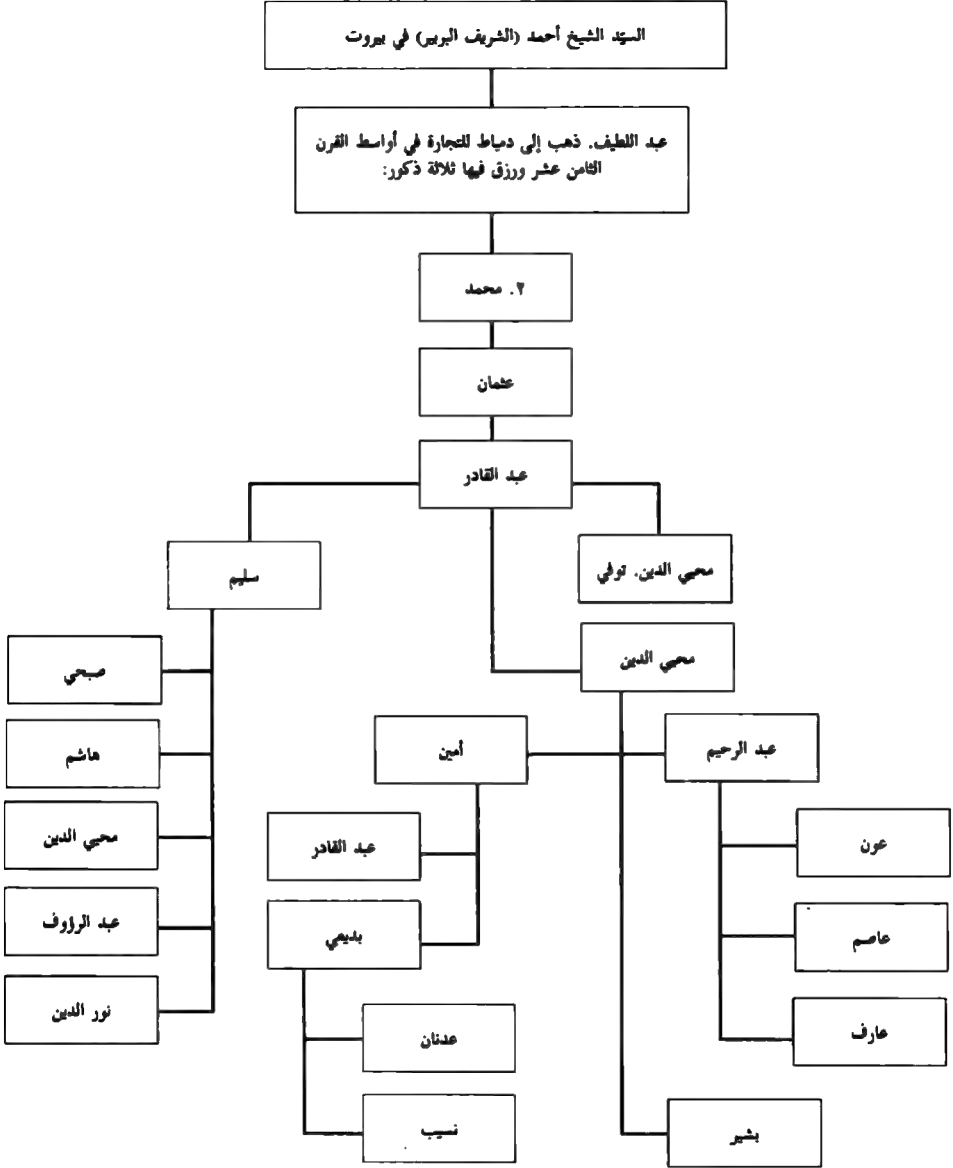 السيّد الشيخ أحمد (الشريف البربير) في بيروت
عبد اللطيف. ذهب إلى دمياط للتجارة في أواسط القرن
الثامن عشر ورزق فيها ثلاثة ذكور:
٢. محمد
عثمان
عبد القادر
محيي الدين. توفي
سليم
محيي الدين
صبحي
عبد الرحيم
أمين
هاشم
عون
عبد القادر
محيي الدين
عاصم
بديعي
عبد الرؤوف
عارف
عدنان
نور الدين
بشير
نسيب